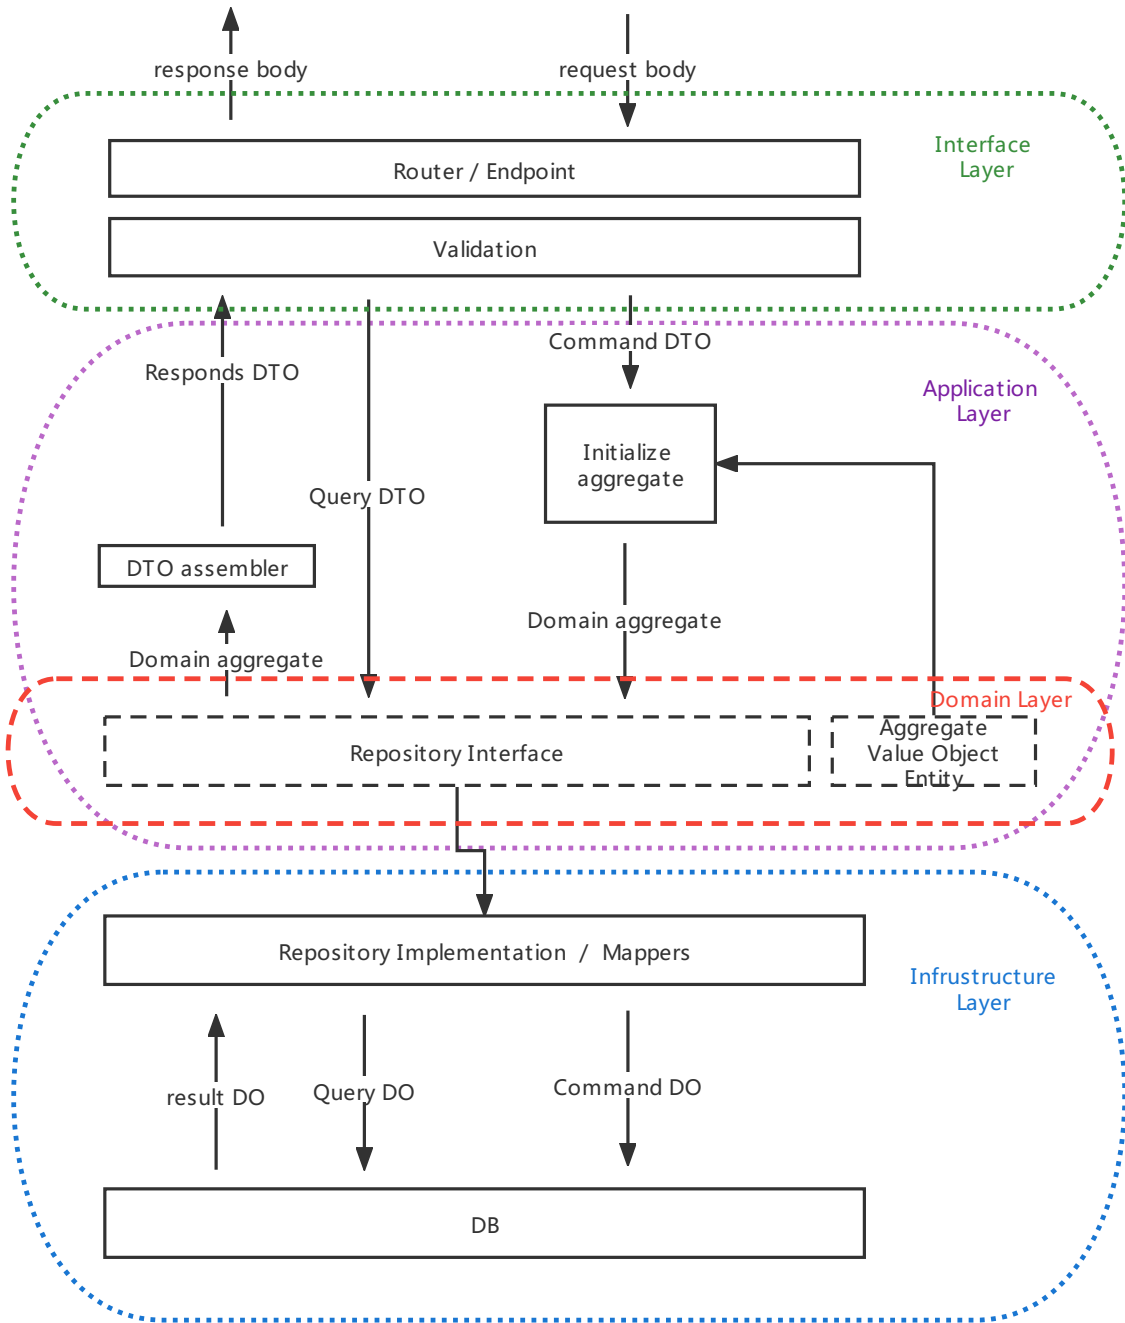 response body
request body
Interface
Layer
Router / Endpoint
Validation
Command DTO
Responds DTO
Application
Layer
Initialize
aggregate
Query DTO
DTO assembler
Domain aggregate
Domain aggregate
Domain Layer
Aggregate
Value Object
Entity
Repository Interface
Repository Implementation / Mappers
Infrustructure
Layer
result DO
Query DO
Command DO
DB